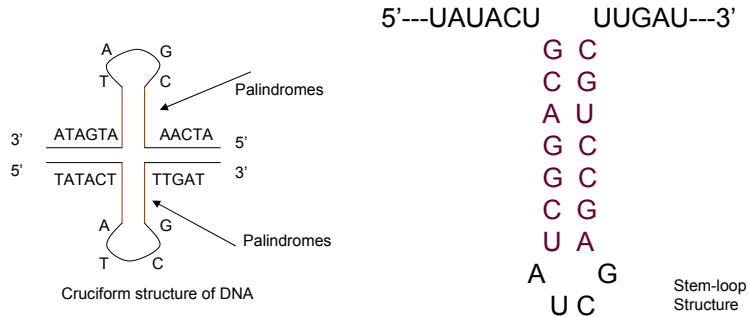 A G
T C
Palindromes
3' ATAGTA AACTA 5'
5' TATACT TTGAT 3'
A G
T C
Palindromes
Cruciform structure of DNA
5'---UAUACU UUGAU---3'
G C
C G
A U
G C
G C
C G
U A
A G
U C
Stem-loop
Structure